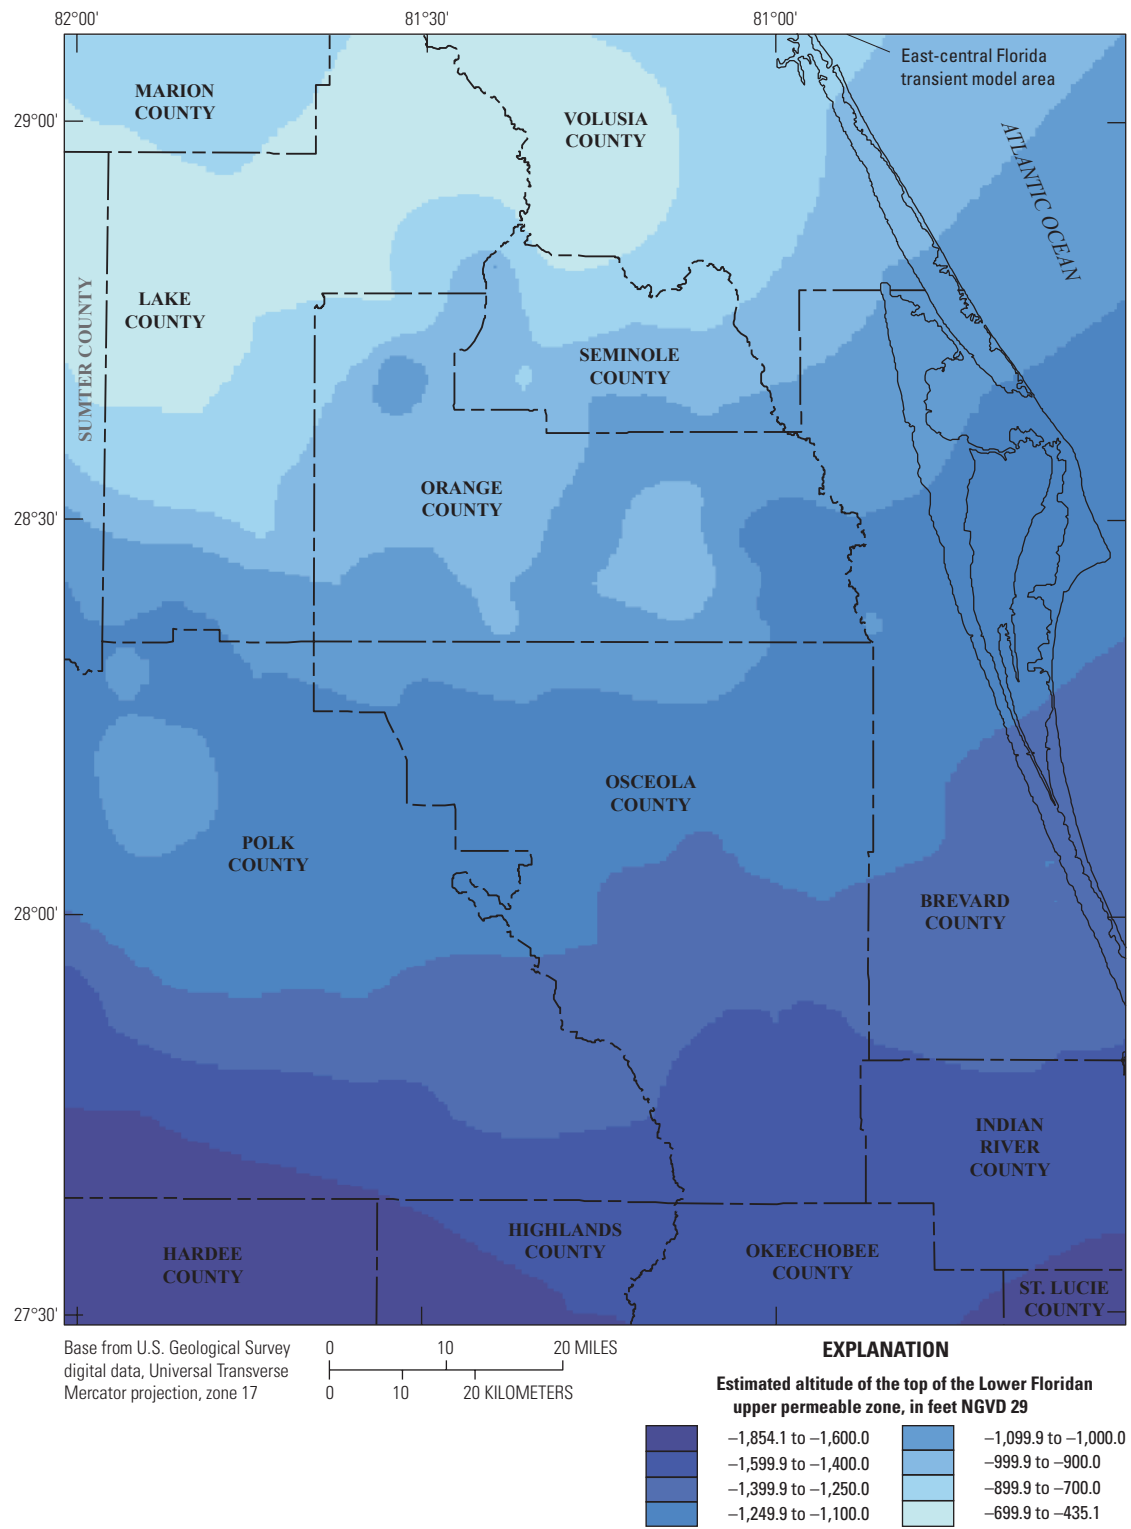 82°00'
81°30'
81°00'
East-central Florida
transient model area
MARION
COUNTY
VOLUSIA
COUNTY
29°00'
ATLANTIC OCEAN
LAKE
COUNTY
SUMTER COUNTY
SEMINOLE
COUNTY
ORANGE
COUNTY
28°30'
OSCEOLA
COUNTY
POLK
COUNTY
BREVARD
COUNTY
28°00'
INDIAN
RIVER
COUNTY
HIGHLANDS
COUNTY
HARDEE
COUNTY
OKEECHOBEE
COUNTY
ST. LUCIE
COUNTY
27°30'
Base from U.S. Geological Survey
digital data, Universal Transverse
Mercator projection, zone 17
0 10 20 MILES
0 10 20 KILOMETERS
EXPLANATION
Estimated altitude of the top of the Lower Floridan
upper permeable zone, in feet NGVD 29
–1,854.1 to –1,600.0
–1,599.9 to –1,400.0
–1,399.9 to –1,250.0
–1,249.9 to –1,100.0
–1,099.9 to –1,000.0
–999.9 to –900.0
–899.9 to –700.0
–699.9 to –435.1